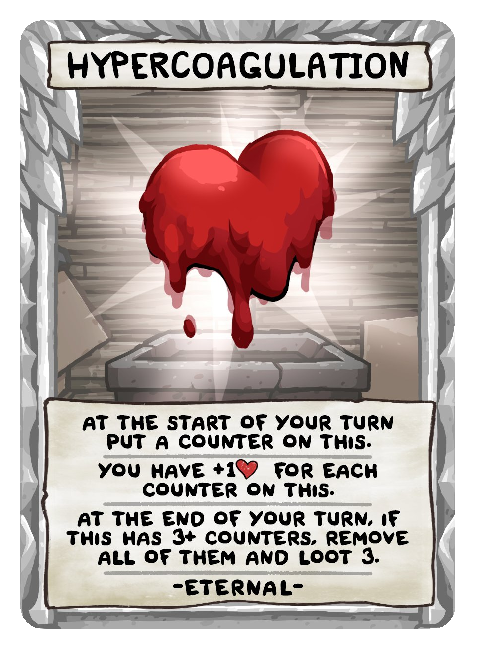 HYPERCOAGULATION
AT THE START OF YOUR TURN
PUT A COUNTER ON THIS.
YOU HAVE +1❤ FOR EACH
COUNTER ON THIS.
AT THE END OF YOUR TURN, IF
THIS HAS 3+ COUNTERS, REMOVE
ALL OF THEM AND LOOT 3.
-ETERNAL-